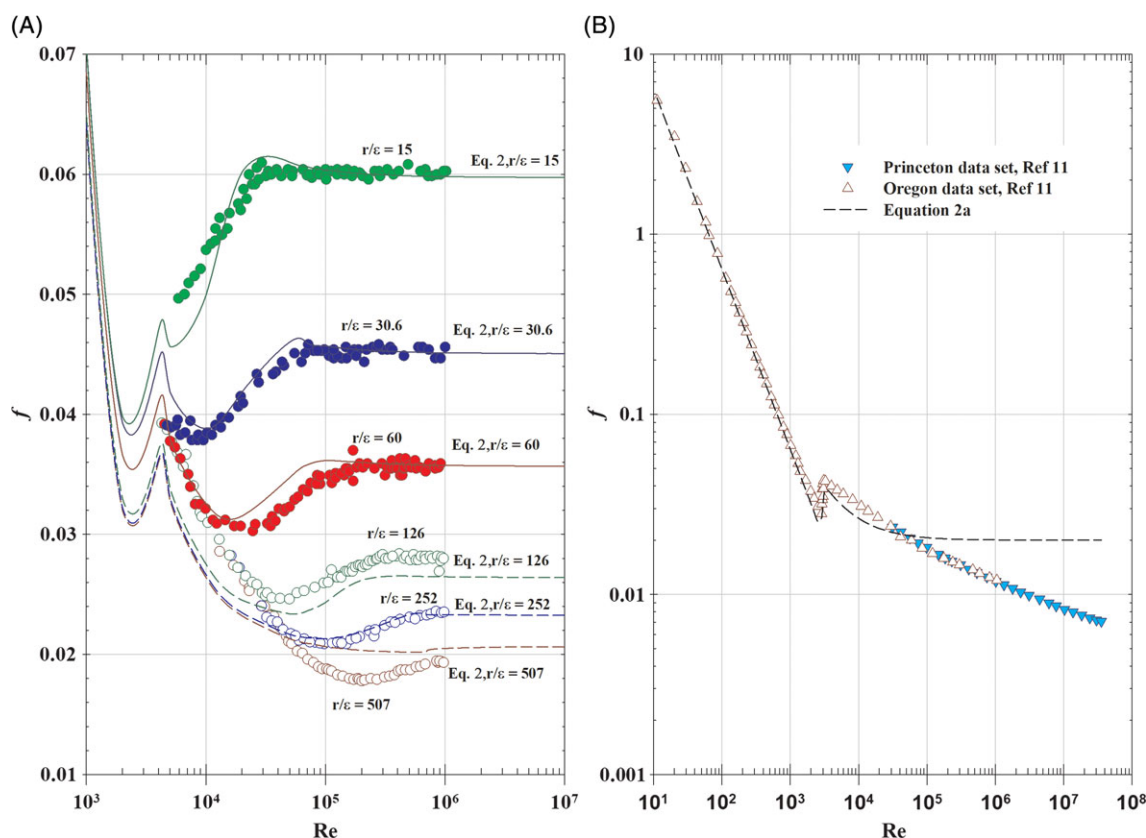 (A)
0.07
0.06
0.05
0.04
0.03
0.02
0.01
f
10³
10⁴
10⁵
10⁶
10⁷
Re
r/ε = 15
Eq. 2,r/ε = 15
r/ε = 30.6
Eq. 2,r/ε = 30.6
r/ε = 60
Eq. 2,r/ε = 60
r/ε = 126
Eq. 2,r/ε = 126
r/ε = 252
Eq. 2,r/ε = 252
Eq. 2,r/ε = 507
r/ε = 507
(B)
10
1
0.1
0.01
0.001
f
10¹
10²
10³
10⁴
10⁵
10⁶
10⁷
10⁸
Re
Princeton data set, Ref 11
Oregon data set, Ref 11
Equation 2a